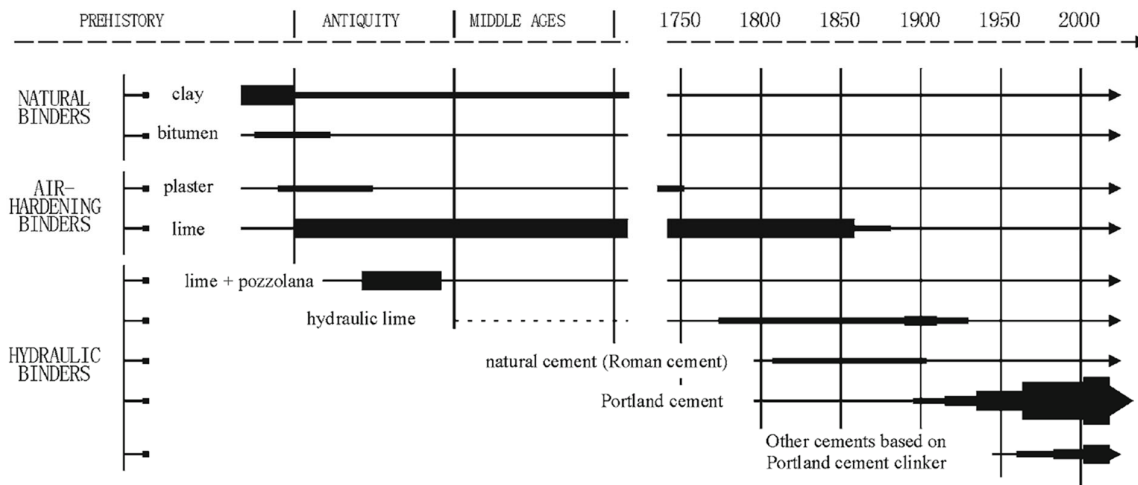 PREHISTORY ANTIQUITY MIDDLE AGES 1750 1800 1850 1900 1950 2000
NATURAL
BINDERS
clay
bitumen
AIR-
HARDENING
BINDERS
plaster
lime
HYDRAULIC
BINDERS
lime + pozzolana
hydraulic lime
natural cement (Roman cement)
Portland cement
Other cements based on
Portland cement clinker